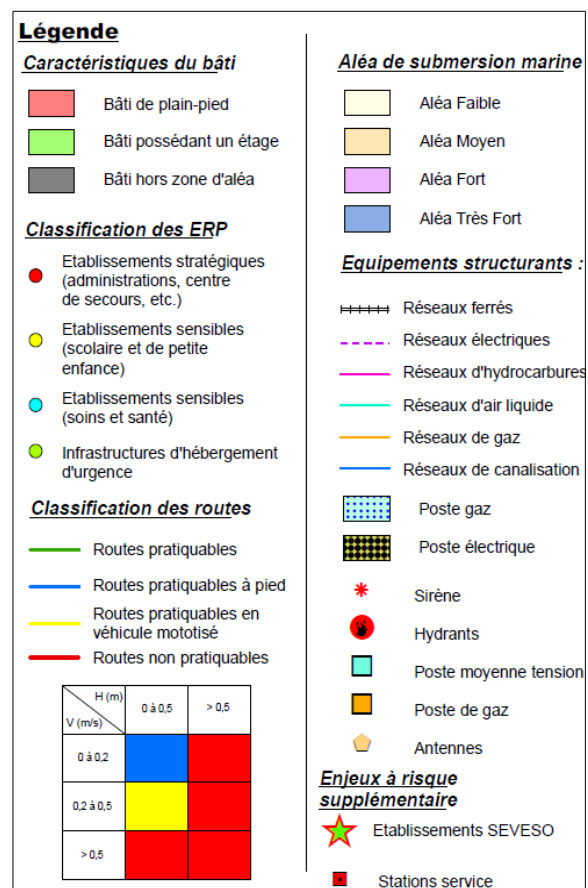 Légende
Caractéristiques du bâti
Bâti de plain-pied
Bâti possédant un étage
Bâti hors zone d'aléa
Classification des ERP
Etablissements stratégiques
(administrations, centre
de secours, etc.)
Etablissements sensibles
(scolaire et de petite
enfance)
Etablissements sensibles
(soins et santé)
Infrastructures d'hébergement
d'urgence
Classification des routes
Routes pratiquables
Routes pratiquables à pied
Routes pratiquables en
véhicule mototisé
Routes non pratiquables
H (m)
V (m/s)
0 à 0,5
> 0,5
0 à 0,2
0,2 à 0,5
> 0,5
Aléa de submersion marine
Aléa Faible
Aléa Moyen
Aléa Fort
Aléa Très Fort
Equipements structurants :
Réseaux ferrés
Réseaux électriques
Réseaux d'hydrocarbures
Réseaux d'air liquide
Réseaux de gaz
Réseaux de canalisation
Poste gaz
Poste électrique
Sirène
Hydrants
Poste moyenne tension
Poste de gaz
Antennes
Enjeux à risque
supplémentaire
Etablissements SEVESO
Stations service